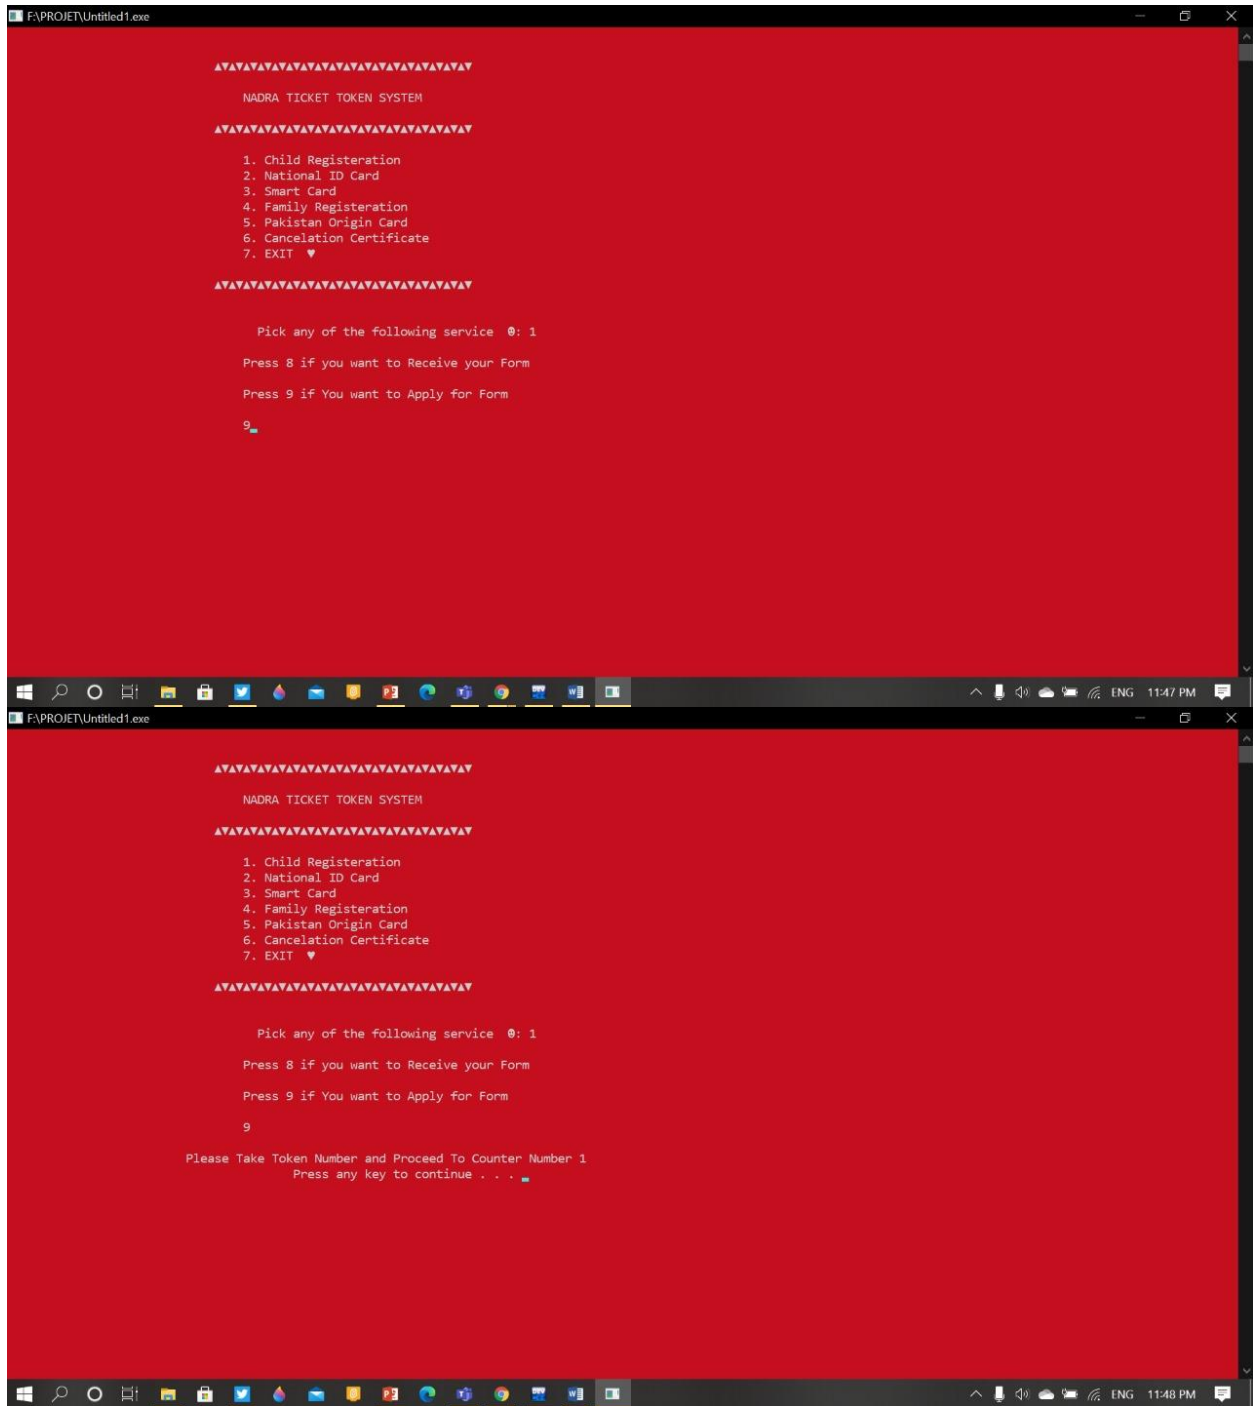 F:\PROJET\Untitled1.exe
▲▼▲▼▲▼▲▼▲▼▲▼▲▼▲▼▲▼▲▼▲▼▲▼▲▼▲▼▲▼▲▼▲▼▲▼
NADRA TICKET TOKEN SYSTEM
▲▼▲▼▲▼▲▼▲▼▲▼▲▼▲▼▲▼▲▼▲▼▲▼▲▼▲▼▲▼▲▼▲▼▲▼
1. Child Registeration
2. National ID Card
3. Smart Card
4. Family Registeration
5. Pakistan Origin Card
6. Cancelation Certificate
7. EXIT ♥
▲▼▲▼▲▼▲▼▲▼▲▼▲▼▲▼▲▼▲▼▲▼▲▼▲▼▲▼▲▼▲▼▲▼▲▼
Pick any of the following service ☻: 1
Press 8 if you want to Receive your Form
Press 9 if You want to Apply for Form
9
ENG 11:47 PM
F:\PROJET\Untitled1.exe
▲▼▲▼▲▼▲▼▲▼▲▼▲▼▲▼▲▼▲▼▲▼▲▼▲▼▲▼▲▼▲▼▲▼▲▼
NADRA TICKET TOKEN SYSTEM
▲▼▲▼▲▼▲▼▲▼▲▼▲▼▲▼▲▼▲▼▲▼▲▼▲▼▲▼▲▼▲▼▲▼▲▼
1. Child Registeration
2. National ID Card
3. Smart Card
4. Family Registeration
5. Pakistan Origin Card
6. Cancelation Certificate
7. EXIT ♥
▲▼▲▼▲▼▲▼▲▼▲▼▲▼▲▼▲▼▲▼▲▼▲▼▲▼▲▼▲▼▲▼▲▼▲▼
Pick any of the following service ☻: 1
Press 8 if you want to Receive your Form
Press 9 if You want to Apply for Form
9
Please Take Token Number and Proceed To Counter Number 1
Press any key to continue . . .
ENG 11:48 PM